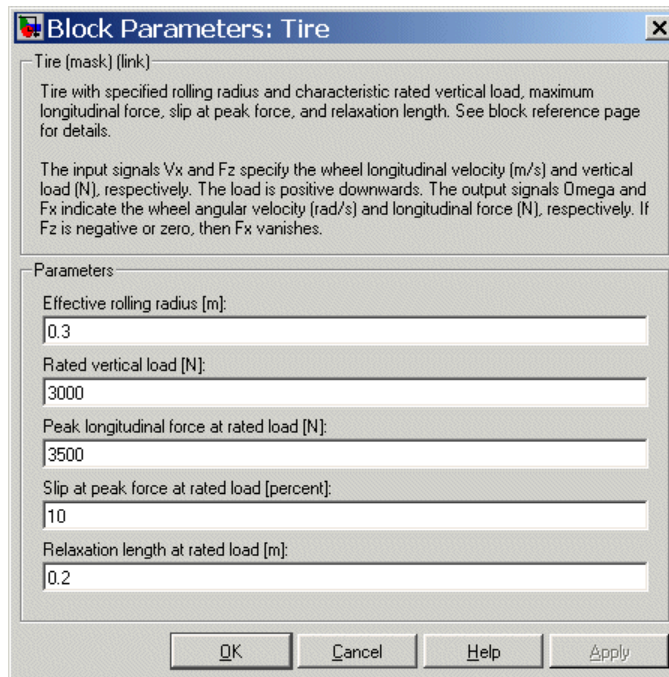 Block Parameters: Tire
Tire (mask) (link)
Tire with specified rolling radius and characteristic rated vertical load, maximum
longitudinal force, slip at peak force, and relaxation length. See block reference page
for details.
The input signals Vx and Fz specify the wheel longitudinal velocity (m/s) and vertical
load (N), respectively. The load is positive downwards. The output signals Omega and
Fx indicate the wheel angular velocity (rad/s) and longitudinal force (N), respectively. If
Fz is negative or zero, then Fx vanishes.
Parameters
Effective rolling radius [m]:
0.3
Rated vertical load [N]:
3000
Peak longitudinal force at rated load [N]:
3500
Slip at peak force at rated load [percent]:
10
Relaxation length at rated load [m]:
0.2
OK Cancel Help Apply